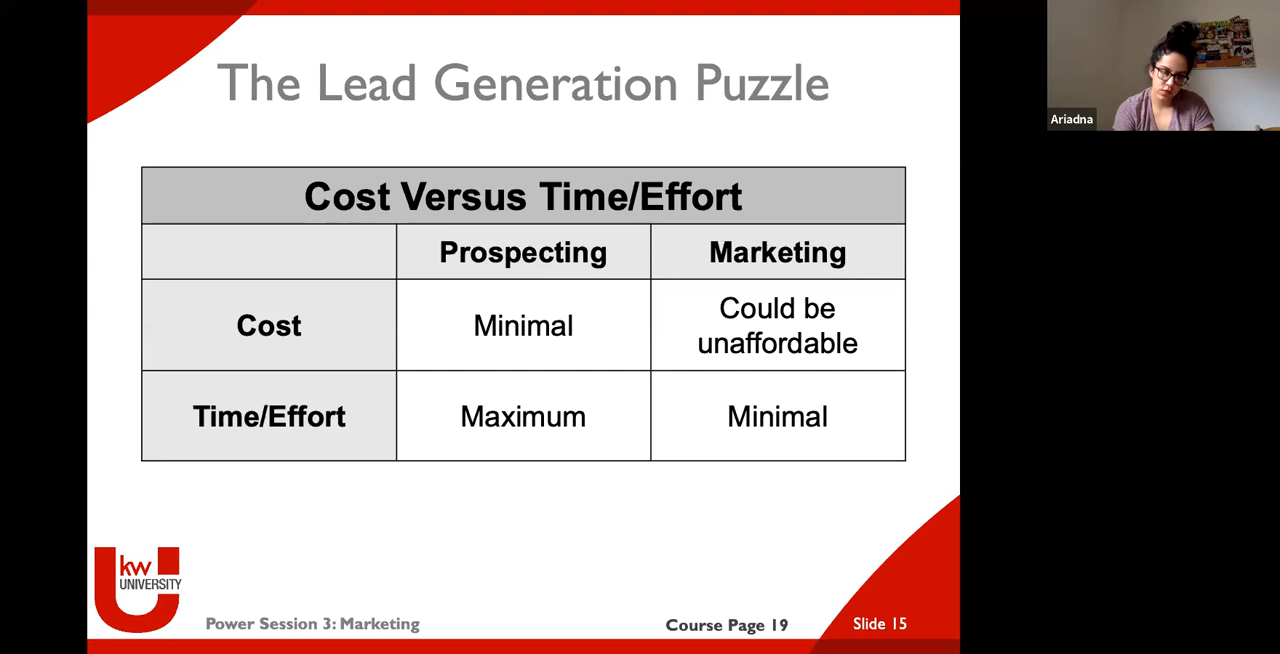 The Lead Generation Puzzle
Ariadna
Cost Versus Time/Effort
Prospecting Marketing
Cost Minimal Could be
unaffordable
Time/Effort Maximum Minimal
kw
UNIVERSITY
Power Session 3: Marketing Course Page 19 Slide 15